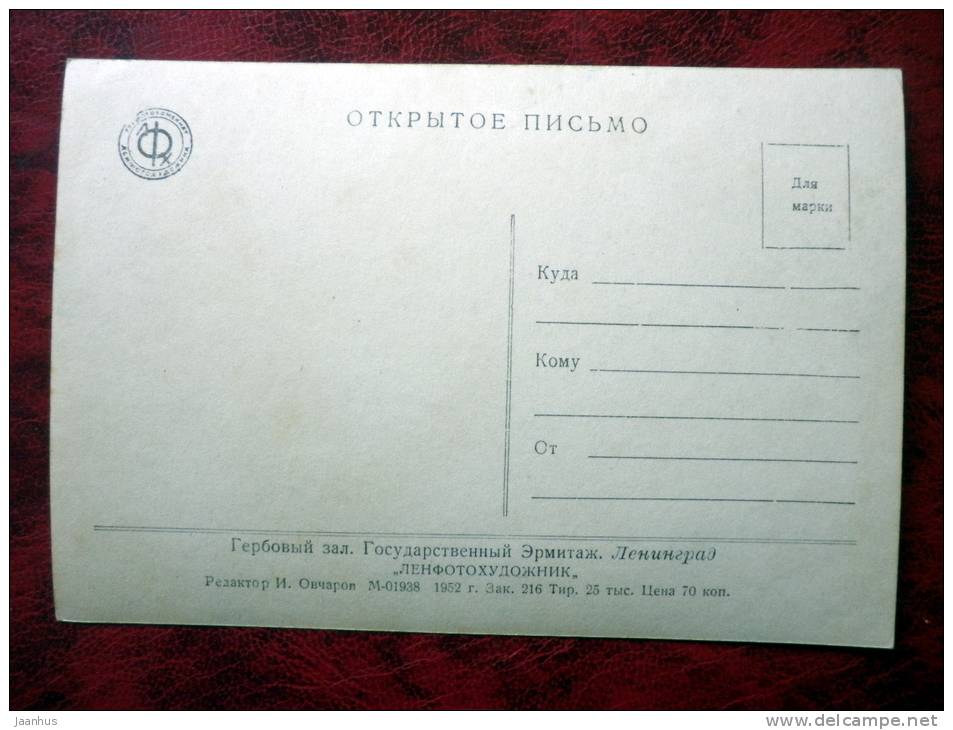 ОТКРЫТОЕ ПИСЬМО
Для
марки
Куда
Кому
От
Гербовый зал. Государственный Эрмитаж. Ленинград
„ЛЕНФОТОХУДОЖНИК„
Редактор И. Овчаров М-01938 1952 г. Зак. 216 Тир. 25 тыс. Цена 70 коп.
jaanhus
www.delcampe.net